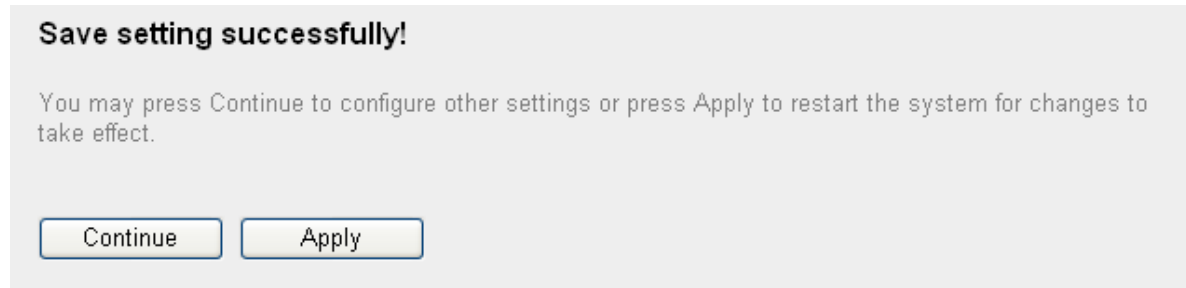 Save setting successfully!
You may press Continue to configure other settings or press Apply to restart the system for changes to
take effect.
Continue Apply